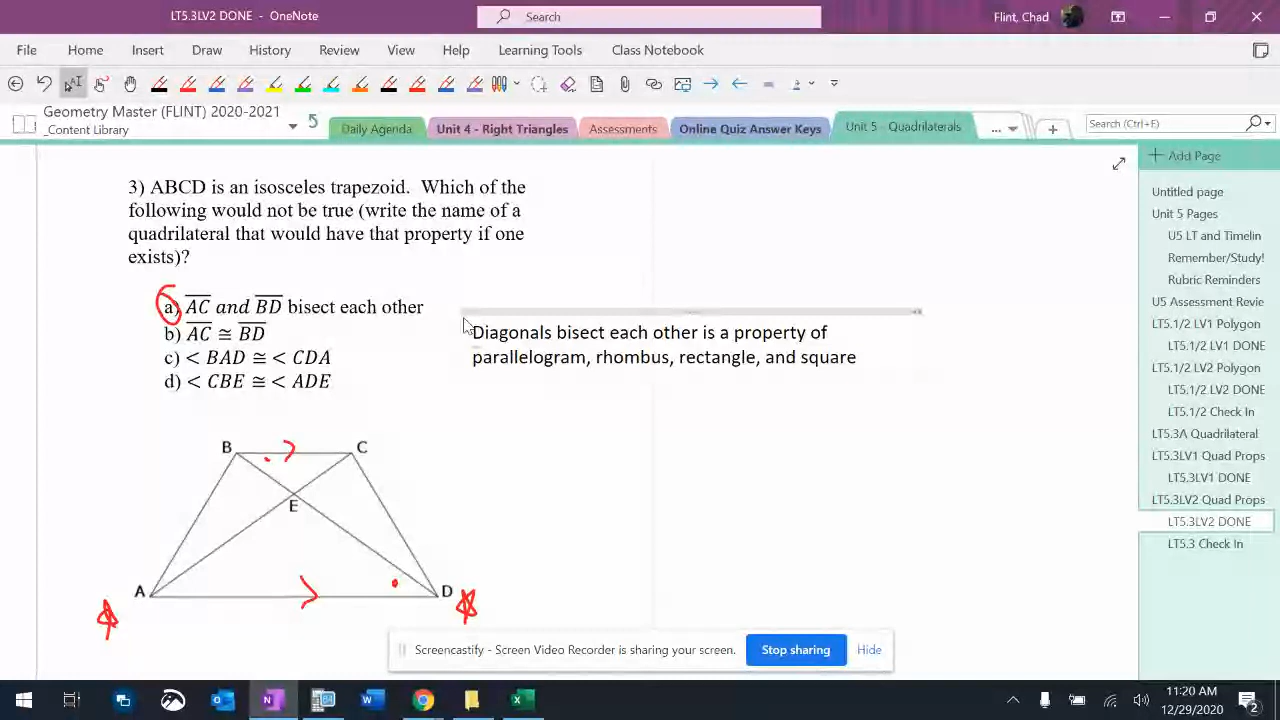 LT5.3LV2 DONE - OneNote
Search
Flint, Chad
File Home Insert Draw History Review View Help Learning Tools Class Notebook
Geometry Master (FLINT) 2020-2021
_Content Library
Daily Agenda
Unit 4 - Right Triangles
Assessments
Online Quiz Answer Keys
Unit 5 - Quadrilaterals
...
Search (Ctrl+E)
Add Page
Untitled page
Unit 5 Pages
U5 LT and Timelin
Remember/Study!
Rubric Reminders
U5 Assessment Revie
LT5.1/2 LV1 Polygon
LT5.1/2 LV1 DONE
LT5.1/2 LV2 Polygon
LT5.1/2 LV2 DONE
LT5.1/2 Check In
LT5.3A Quadrilateral
LT5.3LV1 Quad Props
LT5.3LV1 DONE
LT5.3LV2 Quad Props
LT5.3LV2 DONE
LT5.3 Check In
3) ABCD is an isosceles trapezoid. Which of the
following would not be true (write the name of a
quadrilateral that would have that property if one
exists)?
a) A̅C̅ and B̅D̅ bisect each other
b) A̅C̅ ≅ B̅D̅
c) < BAD ≅ < CDA
d) < CBE ≅ < ADE
Diagonals bisect each other is a property of
parallelogram, rhombus, rectangle, and square
B C
E
A D
Screencastify - Screen Video Recorder is sharing your screen.
Stop sharing
Hide
11:20 AM
12/29/2020
2